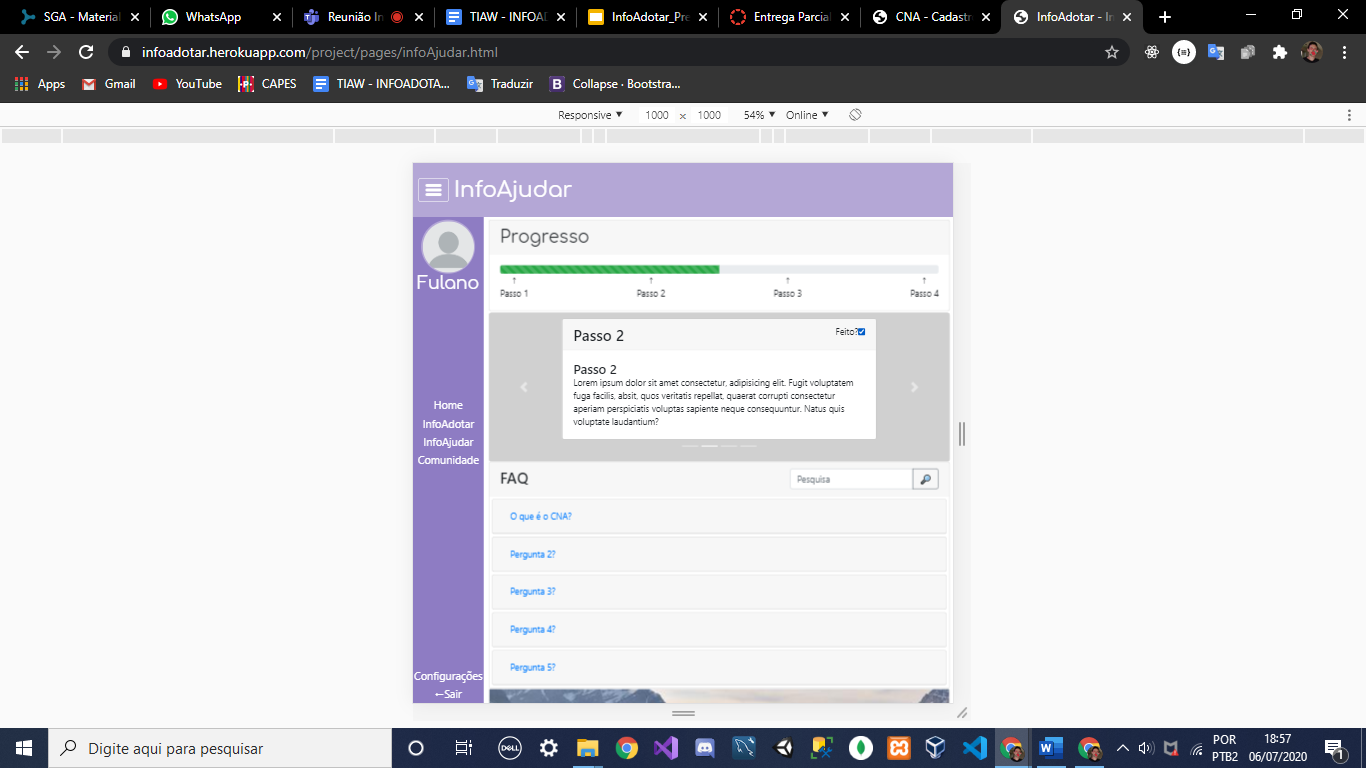 SGA - Material
WhatsApp
Reunião In
TIAW - INFOAD
InfoAdotar_Pre
Entrega Parcial
CNA - Cadastr
InfoAdotar - In
infoadotar.herokuapp.com/project/pages/infoAjudar.html
Apps
Gmail
YouTube
CAPES
TIAW - INFOADOTA...
Traduzir
Collapse · Bootstra...
Responsive ▼ 1000 × 1000 54% ▼ Online ▼
InfoAjudar
Fulano
Home
InfoAdotar
InfoAjudar
Comunidade
Configurações
←Sair
Progresso
↑ ↑ ↑ ↑
Passo 1 Passo 2 Passo 3 Passo 4
Passo 2 Feito?
Passo 2
Lorem ipsum dolor sit amet consectetur, adipisicing elit. Fugit voluptatem
fuga facilis, absit, quos veritatis repellat, quaerat corrupti consectetur
aperiam perspiciatis voluptas sapiente neque consequuntur. Natus quis
voluptate laudantium?
FAQ Pesquisa
O que é o CNA?
Pergunta 2?
Pergunta 3?
Pergunta 4?
Pergunta 5?
Digite aqui para pesquisar
DELL
POR
PTB2
18:57
06/07/2020
1